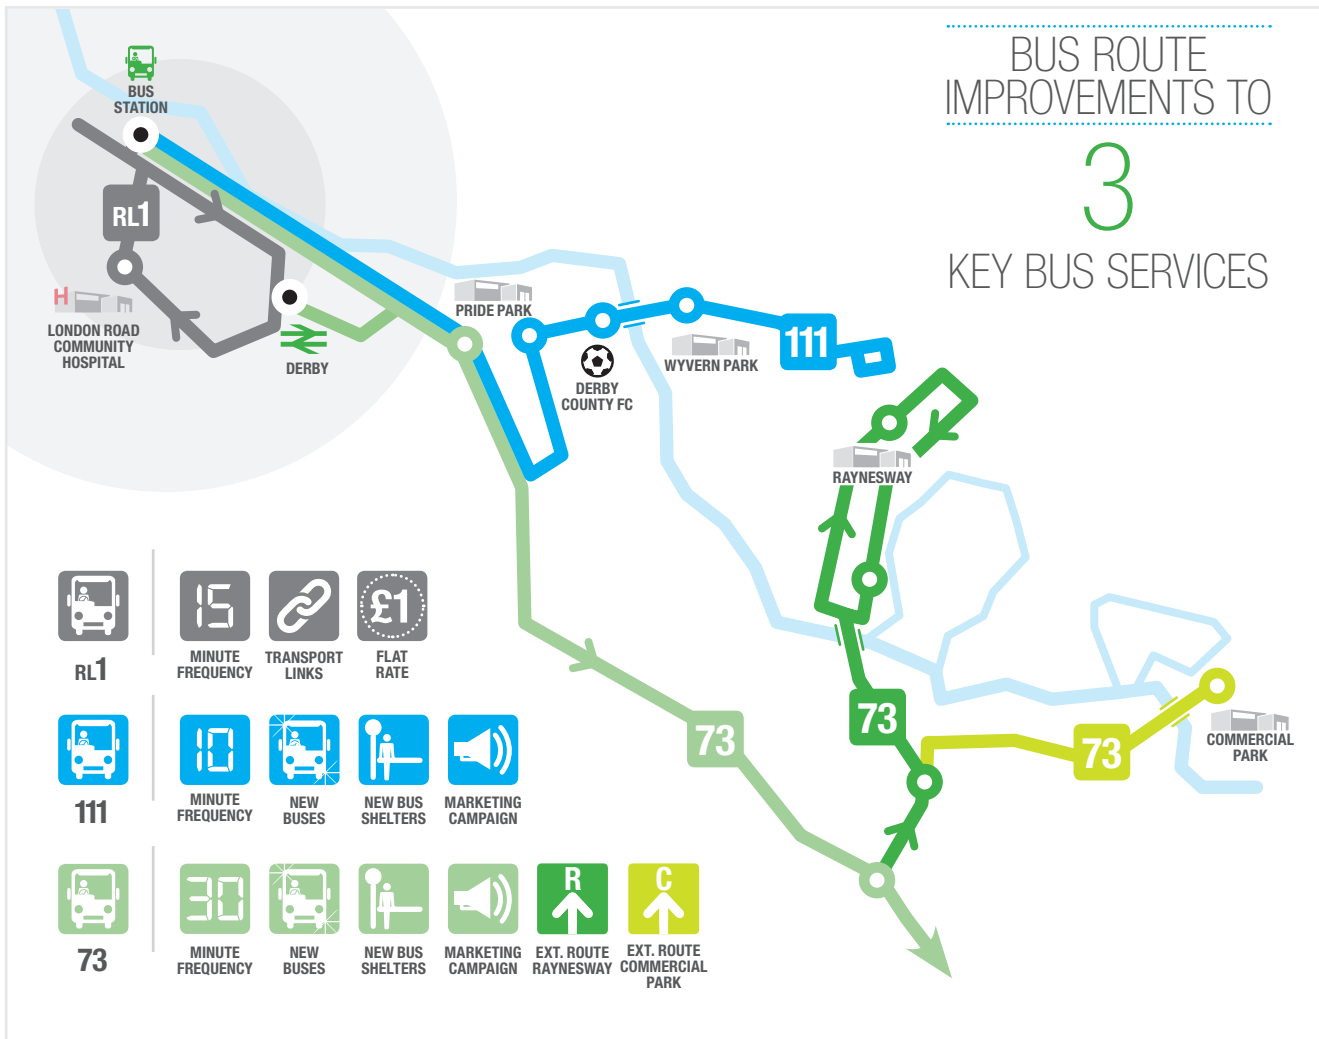 BUS ROUTE
IMPROVEMENTS TO
3
KEY BUS SERVICES
BUS
STATION
RL1
H
LONDON ROAD
COMMUNITY
HOSPITAL
DERBY
PRIDE PARK
DERBY
COUNTY FC
WYVERN PARK
111
RAYNESWAY
73
73
73
COMMERCIAL
PARK
RL1
15
MINUTE
FREQUENCY
TRANSPORT
LINKS
£1
FLAT
RATE
111
10
MINUTE
FREQUENCY
NEW
BUSES
NEW BUS
SHELTERS
MARKETING
CAMPAIGN
73
30
MINUTE
FREQUENCY
NEW
BUSES
NEW BUS
SHELTERS
MARKETING
CAMPAIGN
R
EXT. ROUTE
RAYNESWAY
C
EXT. ROUTE
COMMERCIAL
PARK